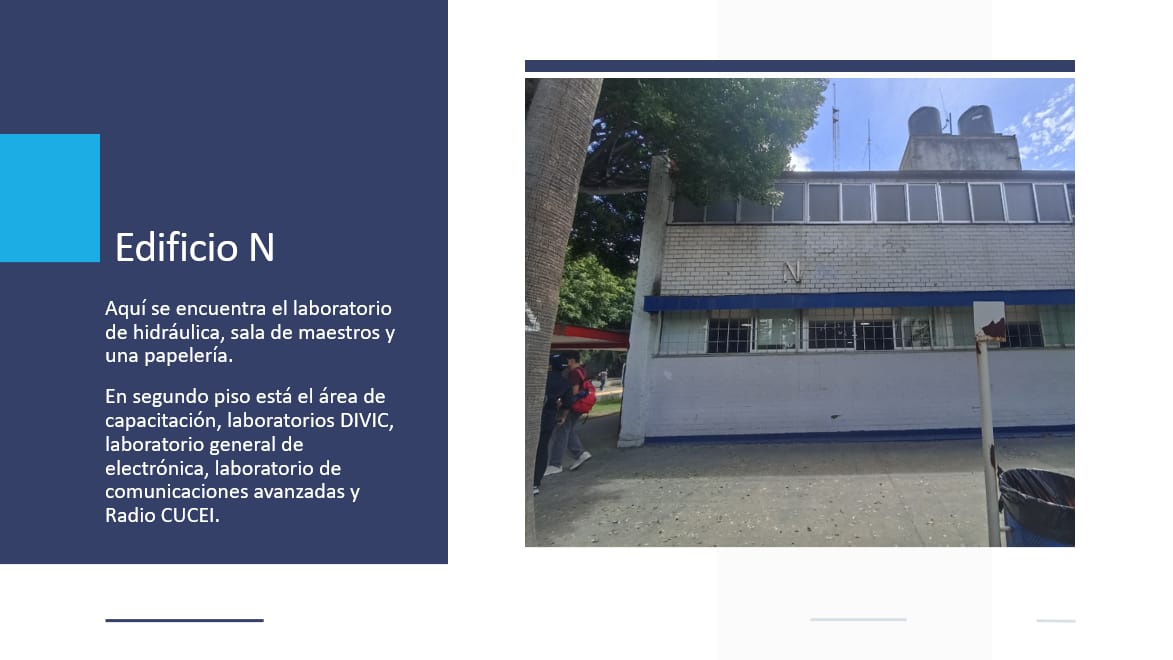 Edificio N
Aquí se encuentra el laboratorio
de hidráulica, sala de maestros y
una papelería.
En segundo piso está el área de
capacitación, laboratorios DIVIC,
laboratorio general de
electrónica, laboratorio de
comunicaciones avanzadas y
Radio CUCEI.
N